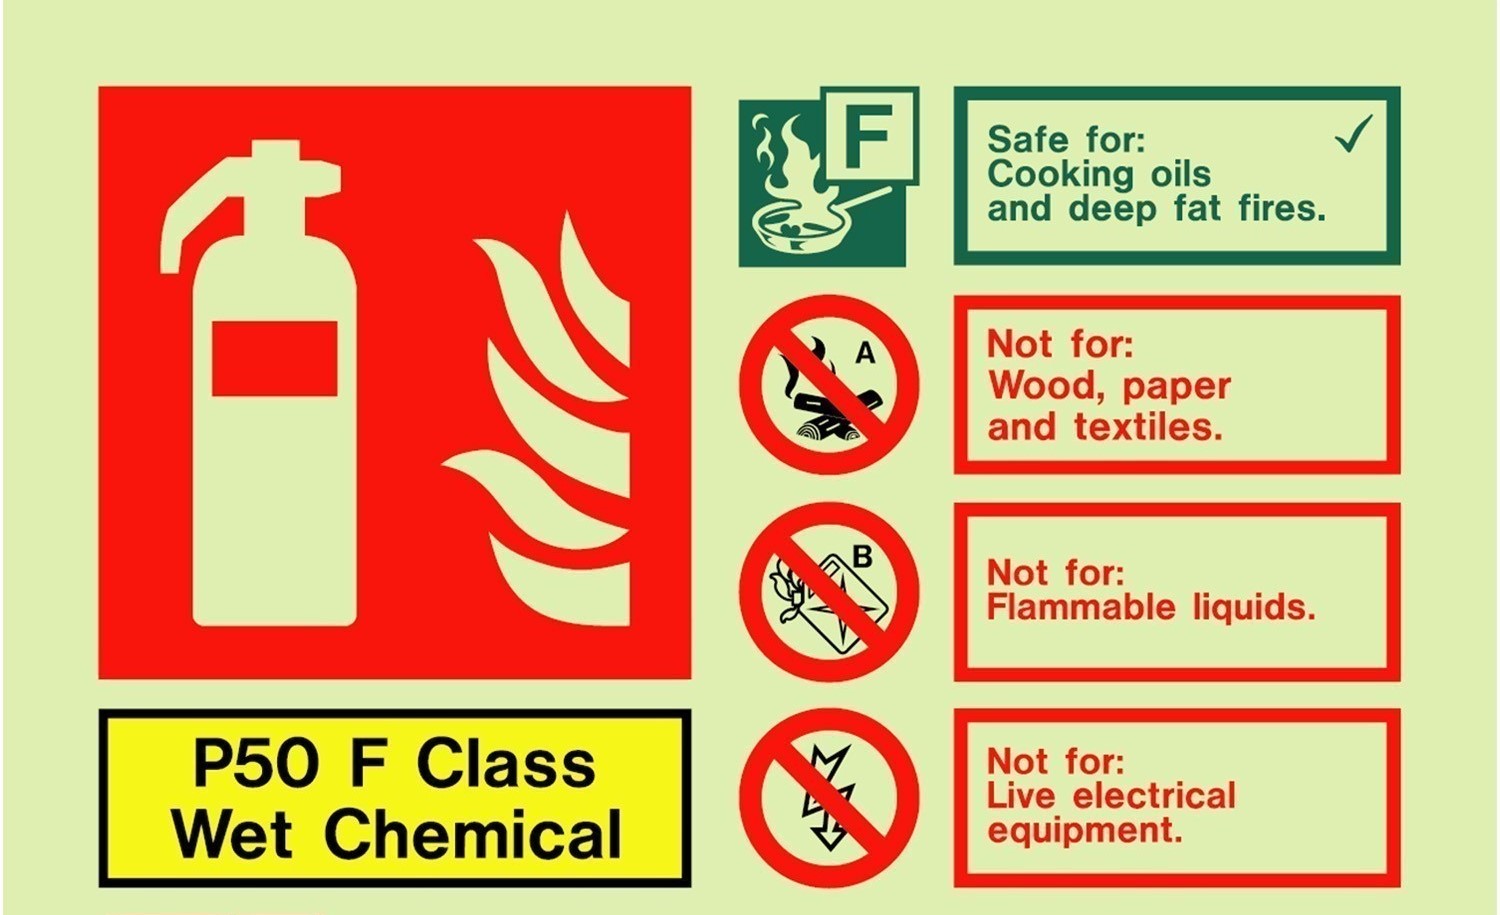 F
Safe for:
Cooking oils
and deep fat fires.
A
Not for:
Wood, paper
and textiles.
B
Not for:
Flammable liquids.
P50 F Class
Wet Chemical
Not for:
Live electrical
equipment.